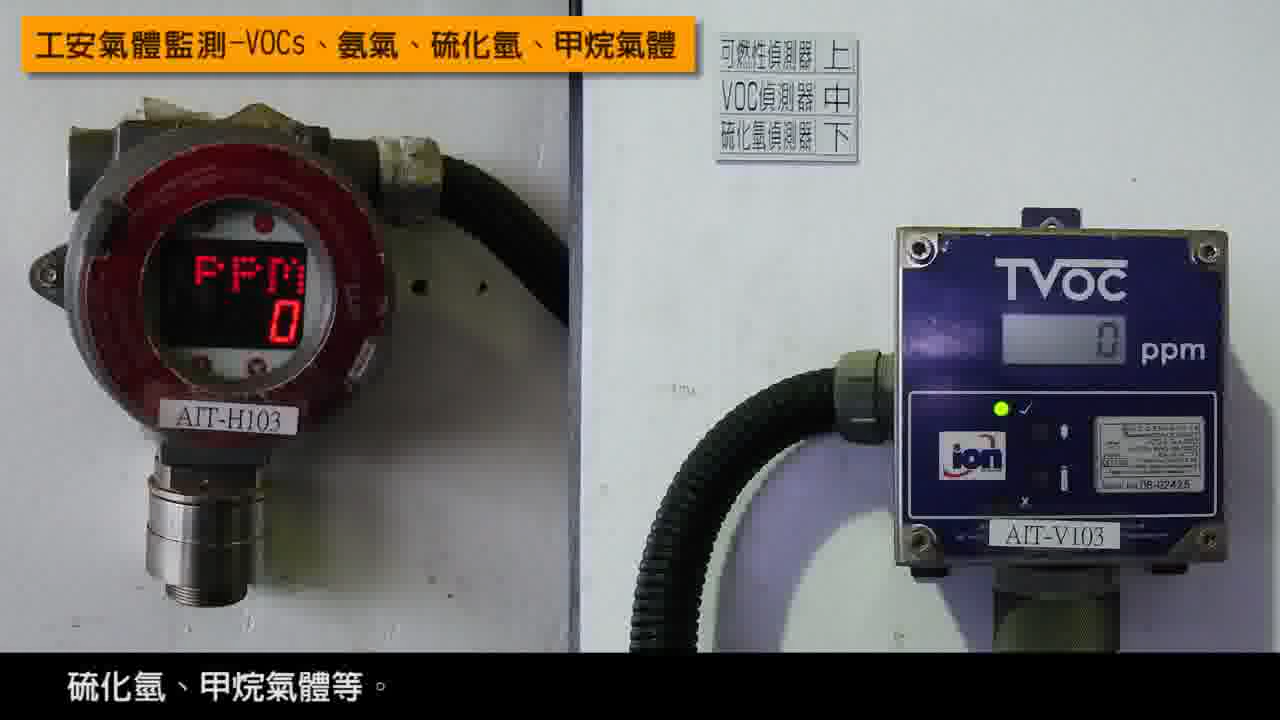 工安氣體監測-VOCs、氨氣、硫化氫、甲烷氣體
可燃性偵測器 上
VOC偵測器 中
硫化氫偵測器 下
PPM
0
AIT-H103
TVOC
0 ppm
ion
AIT-V103
硫化氫、甲烷氣體等。